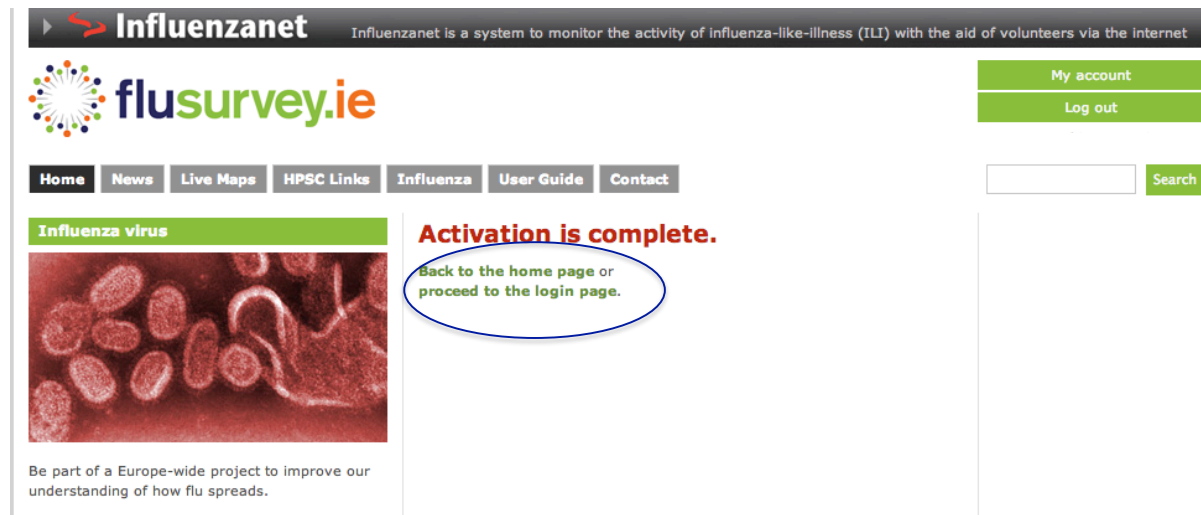 Influenzanet
Influenzanet is a system to monitor the activity of influenza-like-illness (ILI) with the aid of volunteers via the internet
flusurvey.ie
My account
Log out
Home News Live Maps HPSC Links Influenza User Guide Contact
Search
Influenza virus
Activation is complete.
Back to the home page or
proceed to the login page.
Be part of a Europe-wide project to improve our
understanding of how flu spreads.